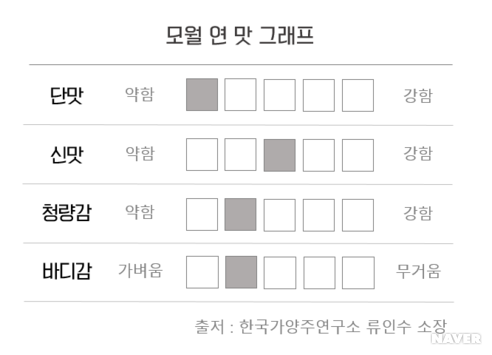 모월 연 맛 그래프
단맛 약함 강함
신맛 약함 강함
청량감 약함 강함
바디감 가벼움 무거움
출처 : 한국가양주연구소 류인수 소장
NAVER